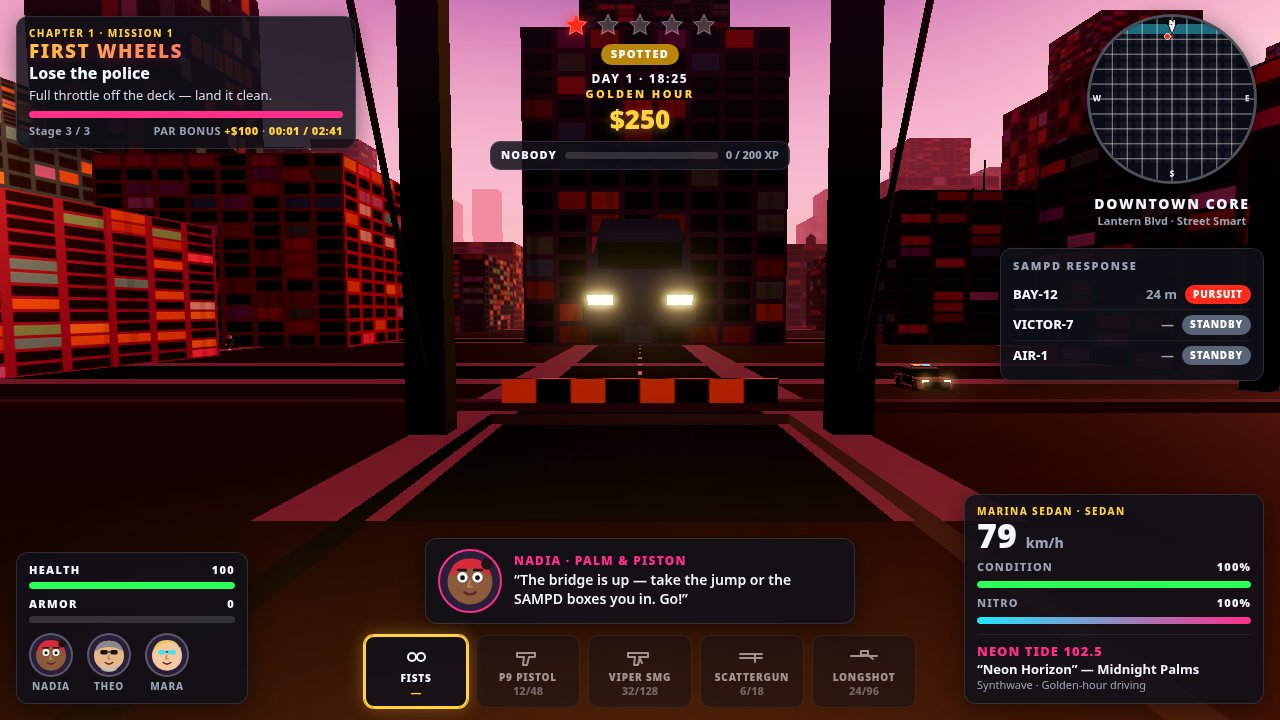 CHAPTER 1 · MISSION 1
FIRST WHEELS
Lose the police
Full throttle off the deck — land it clean.
Stage 3 / 3
PAR BONUS +$100 · 00:01 / 02:41
SPOTTED
DAY 1 · 18:25
GOLDEN HOUR
$250
NOBODY
0 / 200 XP
N
W
E
S
DOWNTOWN CORE
Lantern Blvd · Street Smart
SAMPD RESPONSE
BAY-12 24 m PURSUIT
VICTOR-7 — STANDBY
AIR-1 — STANDBY
HEALTH 100
ARMOR 0
NADIA THEO MARA
NADIA · PALM & PISTON
“The bridge is up — take the jump or the
SAMPD boxes you in. Go!”
FISTS
—
P9 PISTOL
12/48
VIPER SMG
32/128
SCATTERGUN
6/18
LONGSHOT
24/96
MARINA SEDAN · SEDAN
79 km/h
CONDITION 100%
NITRO 100%
NEON TIDE 102.5
“Neon Horizon” — Midnight Palms
Synthwave · Golden-hour driving